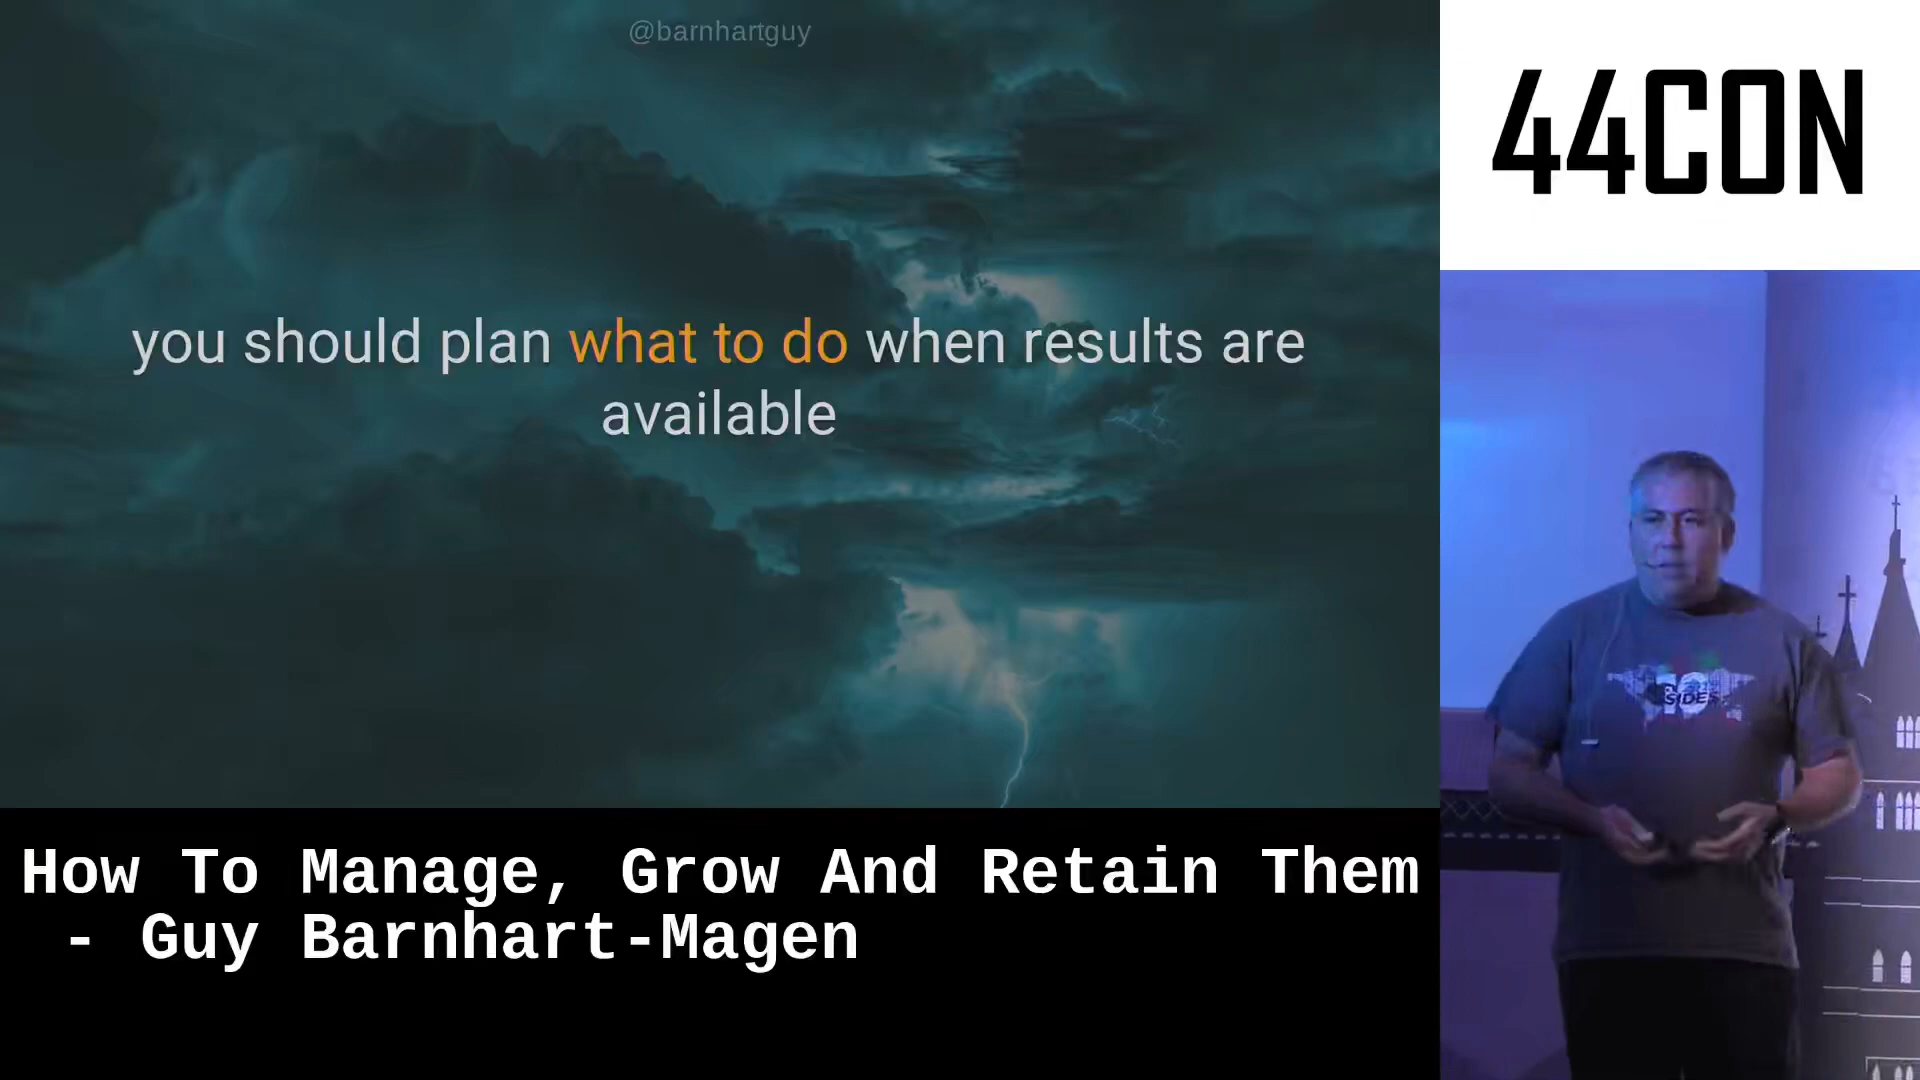 @barnhartguy
you should plan what to do when results are
available
44CON
SIDES
How To Manage, Grow And Retain Them
- Guy Barnhart-Magen